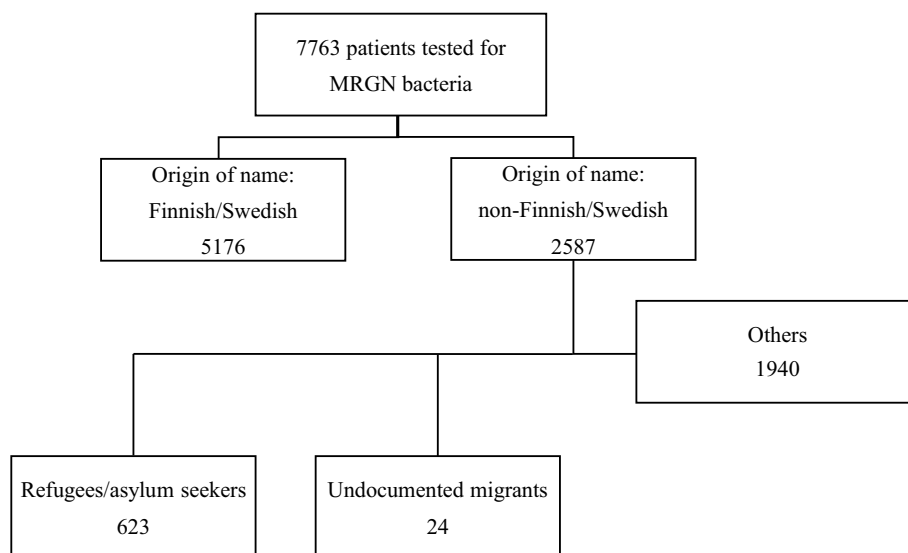 7763 patients tested for
MRGN bacteria
Origin of name:
Finnish/Swedish
5176
Origin of name:
non-Finnish/Swedish
2587
Others
1940
Refugees/asylum seekers
623
Undocumented migrants
24